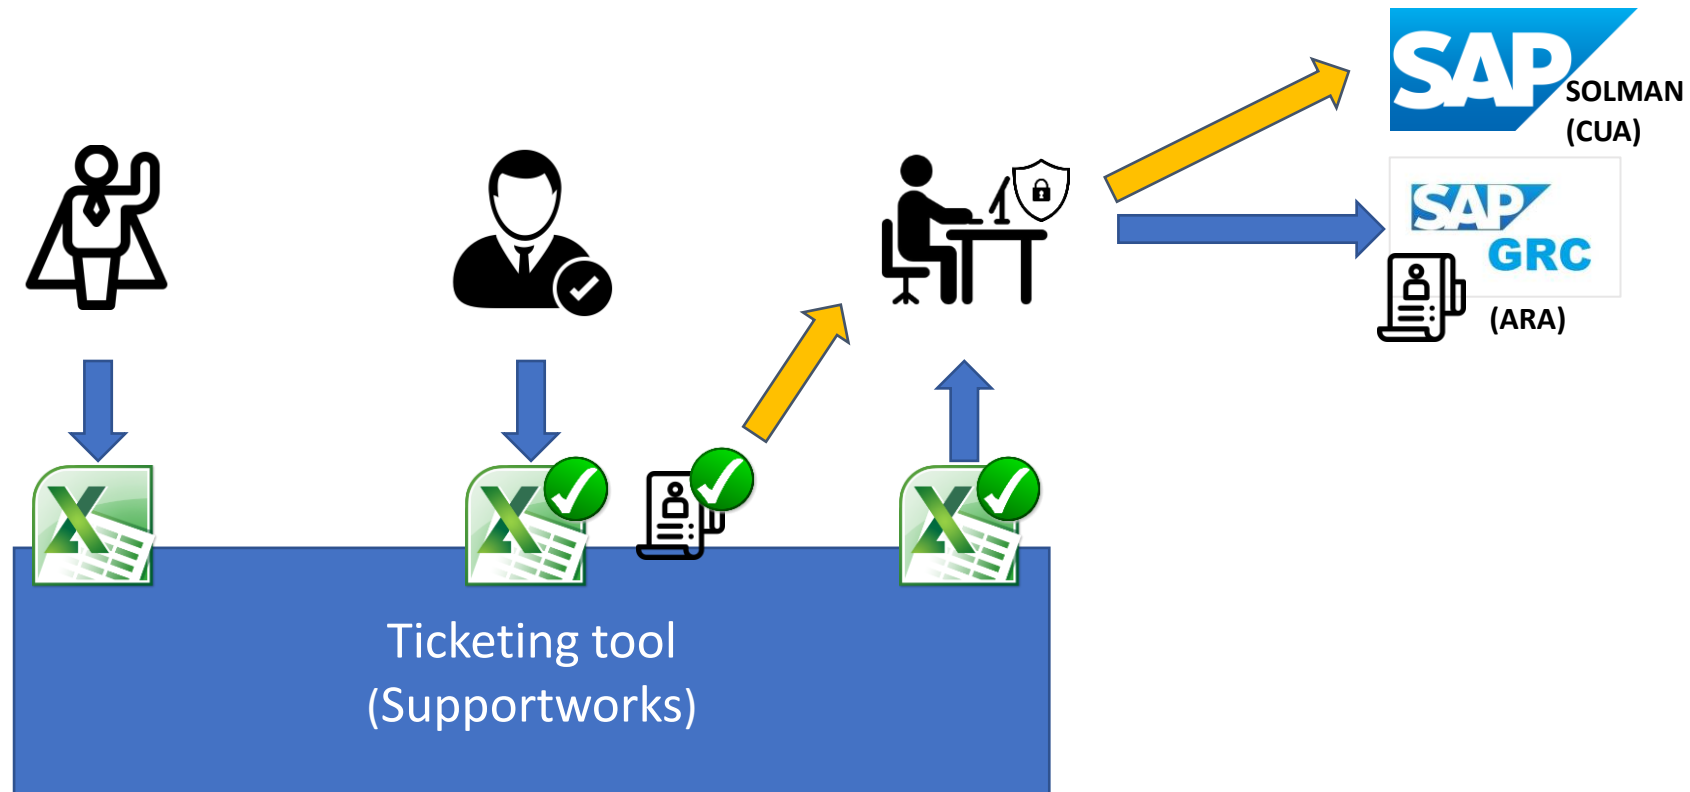 SAP
SOLMAN
(CUA)
SAP
GRC
(ARA)
X
X
X
Ticketing tool
(Supportworks)